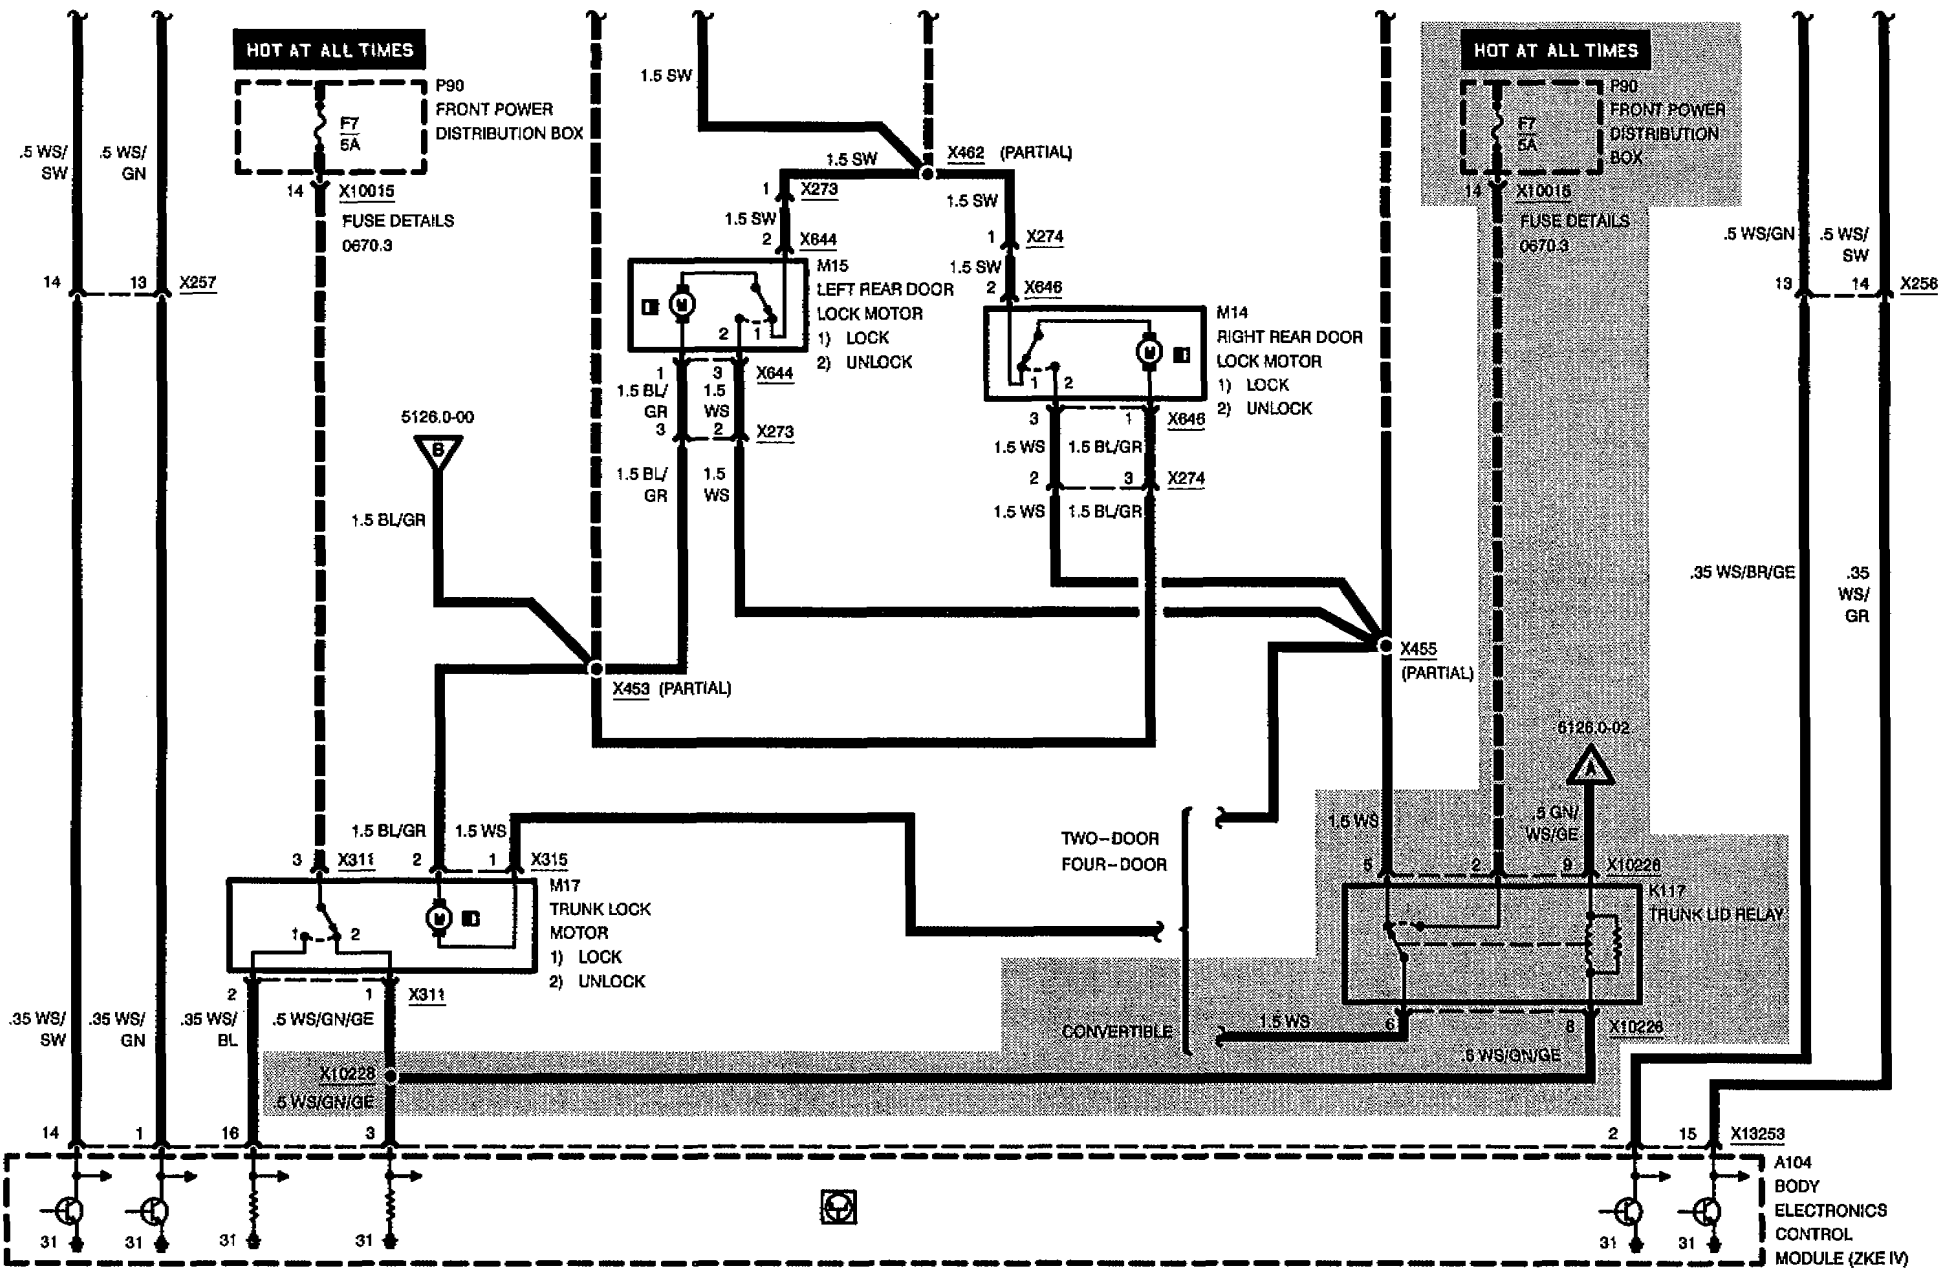 HOT AT ALL TIMES
P90
FRONT POWER
DISTRIBUTION BOX
F7
5A
14
X10015
FUSE DETAILS
0670.3
.5 WS/
SW
.5 WS/
GN
14
13
X257
1.5 SW
X462 (PARTIAL)
1.5 SW
1
X273
1.5 SW
2
X644
M15
LEFT REAR DOOR
LOCK MOTOR
1) LOCK
2) UNLOCK
M
2
1
1
3
X644
1.5 BL/
GR
1.5
WS
3
2
X273
1.5 BL/
GR
1.5
WS
1.5 SW
1
X274
1.5 SW
2
X646
M14
RIGHT REAR DOOR
LOCK MOTOR
1) LOCK
2) UNLOCK
M
1
2
3
1
X646
1.5 WS
1.5 BL/GR
2
3
X274
1.5 WS
1.5 BL/GR
HOT AT ALL TIMES
P90
FRONT POWER
DISTRIBUTION
BOX
F7
5A
14
X10015
FUSE DETAILS
0670.3
.5 WS/GN
.5 WS/
SW
13
14
X258
.35 WS/BR/GE
.35
WS/
GR
5126.0-00
B
1.5 BL/GR
X453 (PARTIAL)
X455
(PARTIAL)
5126.0-02
A
1.5 WS
.5 GN/
WS/GE
5
2
9
X10226
K117
TRUNK LID RELAY
6
8
X10226
1.5 WS
.5 WS/GN/GE
TWO-DOOR
FOUR-DOOR
CONVERTIBLE
1.5 BL/GR
1.5 WS
3
X311
2
1
X315
M17
TRUNK LOCK
MOTOR
1) LOCK
2) UNLOCK
M
1
2
2
1
X311
.35 WS/
SW
.35 WS/
GN
.35 WS/
BL
.5 WS/GN/GE
X10228
.5 WS/GN/GE
14
1
16
3
2
15
X13253
31
31
31
31
31
31
A104
BODY
ELECTRONICS
CONTROL
MODULE (ZKE IV)